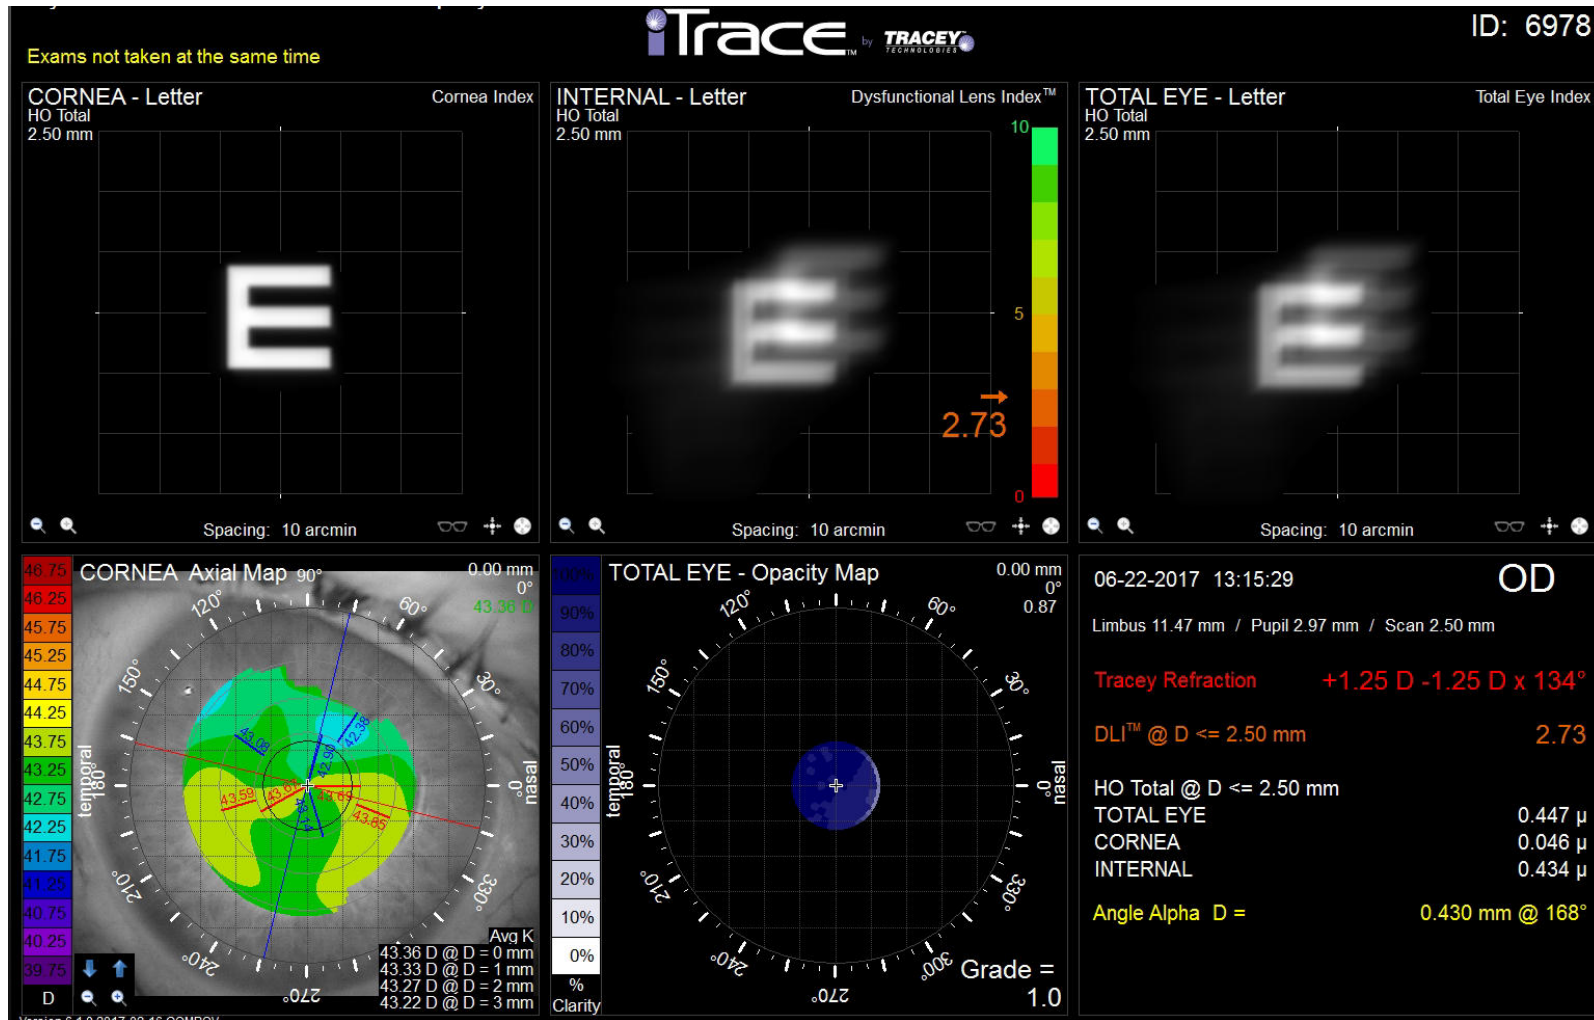 iTrace™ by TRACEY TECHNOLOGIES
ID: 6978
Exams not taken at the same time
CORNEA - Letter
Cornea Index
HO Total
2.50 mm
Spacing: 10 arcmin
INTERNAL - Letter
Dysfunctional Lens Index™
HO Total
2.50 mm
10
5
2.73
0
Spacing: 10 arcmin
TOTAL EYE - Letter
Total Eye Index
HO Total
2.50 mm
Spacing: 10 arcmin
E
E
E
CORNEA Axial Map
0.00 mm
0°
43.36 D
46.75
46.25
45.75
45.25
44.75
44.25
43.75
43.25
42.75
42.25
41.75
41.25
40.75
40.25
39.75
D
90°
120°
60°
150°
30°
temporal
180°
0°
nasal
210°
330°
240°
270°
43.08
42.90
42.38
43.59
43.85
Avg K
43.36 D @ D = 0 mm
43.33 D @ D = 1 mm
43.27 D @ D = 2 mm
43.22 D @ D = 3 mm
TOTAL EYE - Opacity Map
0.00 mm
0°
0.87
100%
90%
80%
70%
60%
50%
40%
30%
20%
10%
0%
%
Clarity
120°
60°
150°
30°
temporal
180°
0°
nasal
210°
330°
240°
300°
270°
Grade =
1.0
06-22-2017 13:15:29
OD
Limbus 11.47 mm / Pupil 2.97 mm / Scan 2.50 mm
Tracey Refraction +1.25 D -1.25 D x 134°
DLI™ @ D <= 2.50 mm 2.73
HO Total @ D <= 2.50 mm
TOTAL EYE 0.447 µ
CORNEA 0.046 µ
INTERNAL 0.434 µ
Angle Alpha D = 0.430 mm @ 168°